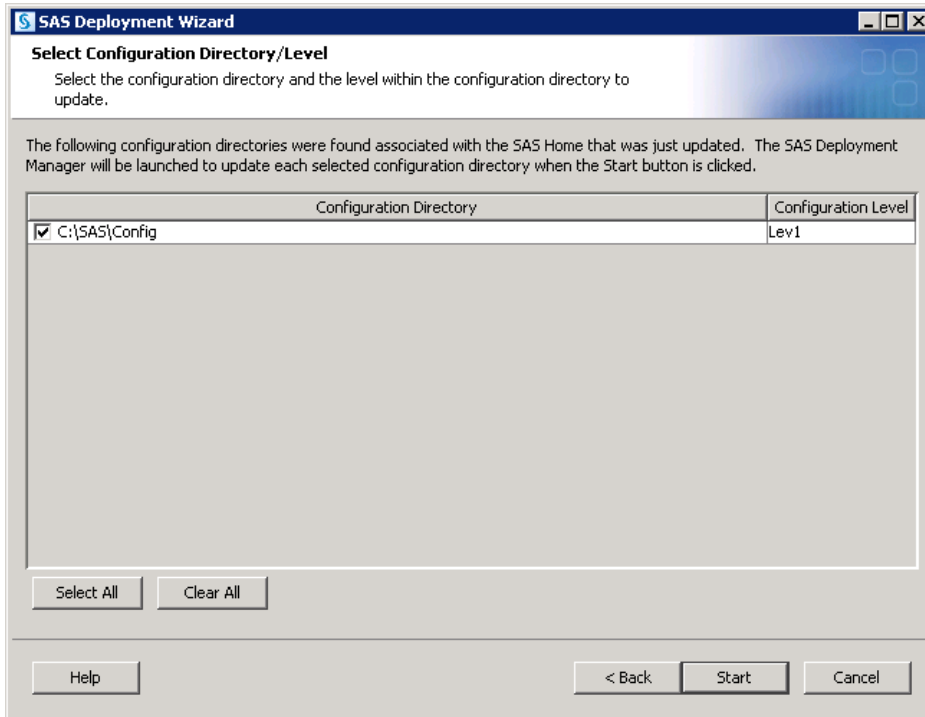 SAS Deployment Wizard
Select Configuration Directory/Level
Select the configuration directory and the level within the configuration directory to
update.
The following configuration directories were found associated with the SAS Home that was just updated. The SAS Deployment
Manager will be launched to update each selected configuration directory when the Start button is clicked.
Configuration Directory Configuration Level
C:\SAS\Config Lev1
Select All Clear All
Help < Back Start Cancel